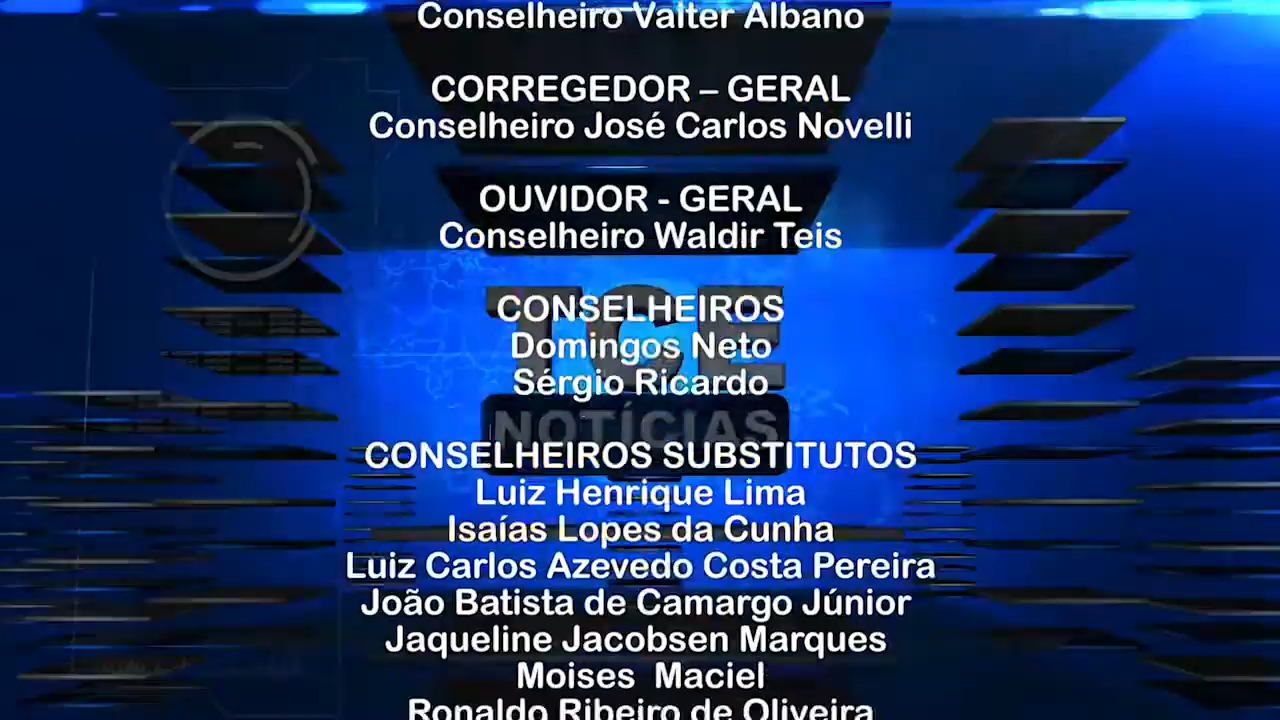 Conselheiro Valter Albano
CORREGEDOR – GERAL
Conselheiro José Carlos Novelli
OUVIDOR - GERAL
Conselheiro Waldir Teis
CONSELHEIROS
Domingos Neto
Sérgio Ricardo
TCE
NOTÍCIAS
CONSELHEIROS SUBSTITUTOS
Luiz Henrique Lima
Isaías Lopes da Cunha
Luiz Carlos Azevedo Costa Pereira
João Batista de Camargo Júnior
Jaqueline Jacobsen Marques
Moises  Maciel
Ronaldo Ribeiro de Oliveira